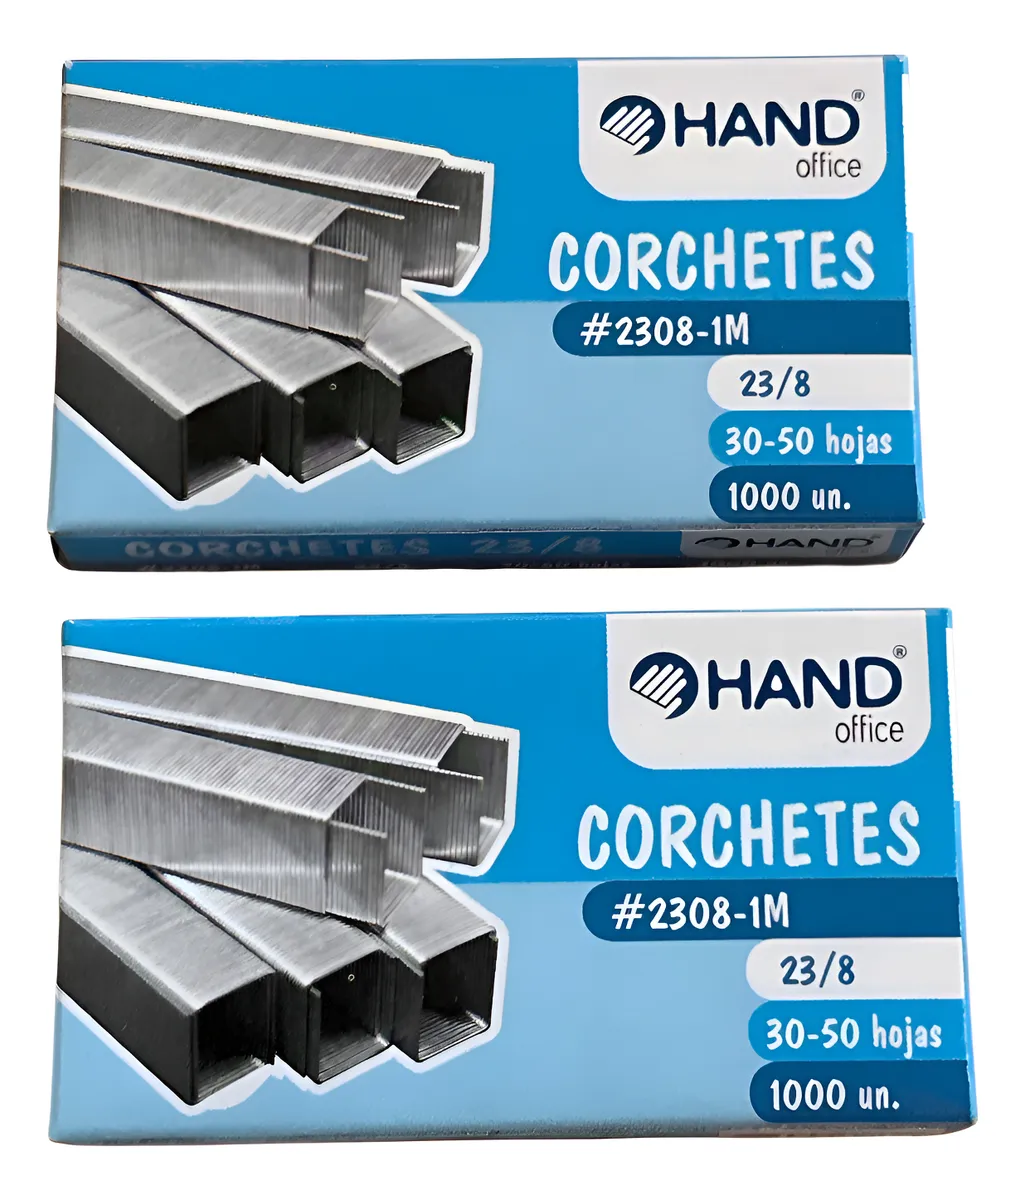 HAND®
office
CORCHETES
#2308-1M
23/8
30-50 hojas
1000 un.
CORCHETES 23/8 HAND
HAND®
office
CORCHETES
#2308-1M
23/8
30-50 hojas
1000 un.